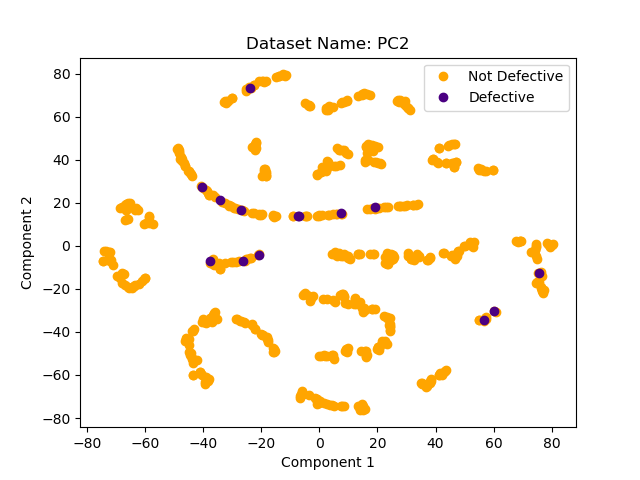 Dataset Name: PC2
Not Defective
Defective
80
60
40
20
0
−20
−40
−60
−80
Component 2
−80 −60 −40 −20 0 20 40 60 80
Component 1